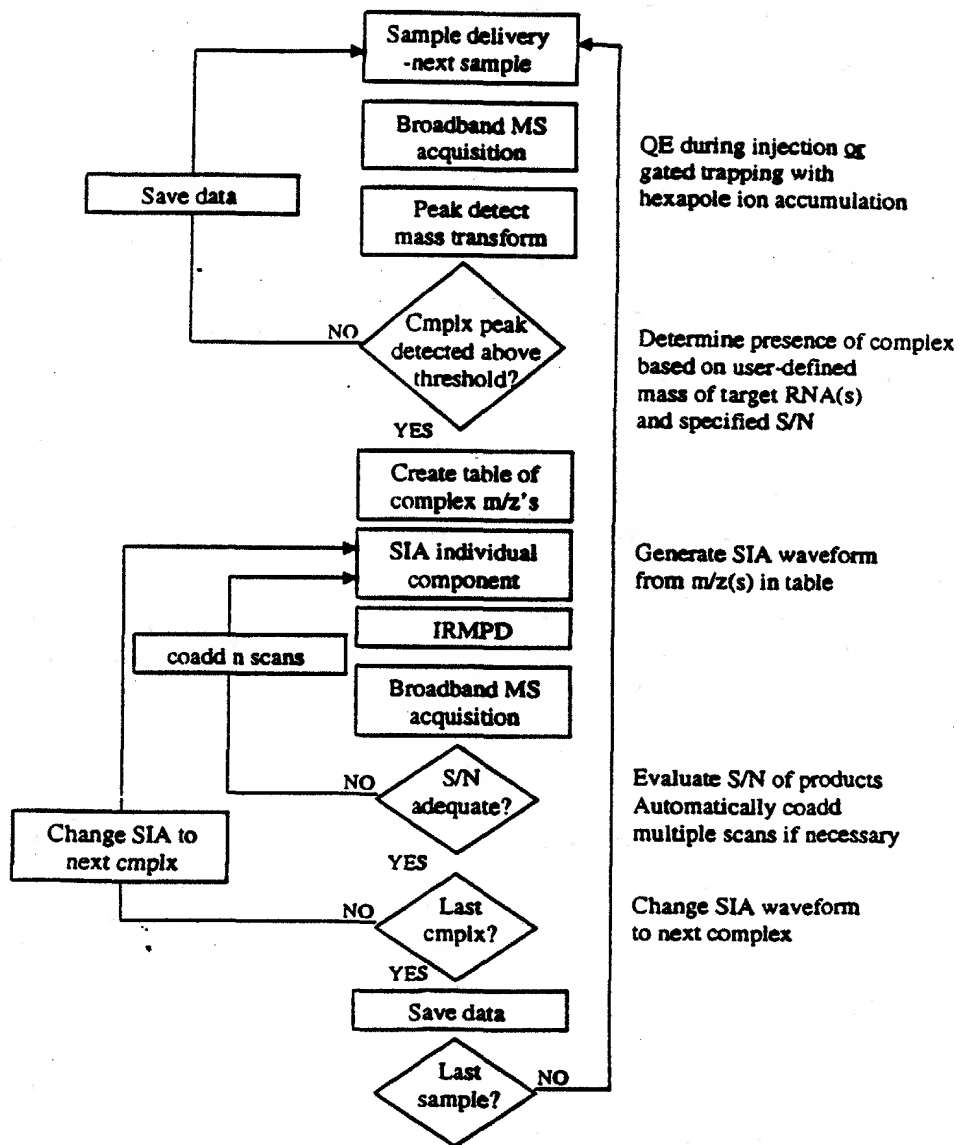 Sample delivery
-next sample
Broadband MS
acquisition
QE during injection or
gated trapping with
hexapole ion accumulation
Save data
Peak detect
mass transform
NO
Cmplx peak
detected above
threshold?
Determine presence of complex
based on user-defined
mass of target RNA(s)
and specified S/N
YES
Create table of
complex m/z's
SIA individual
component
Generate SIA waveform
from m/z(s) in table
IRMPD
coadd n scans
Broadband MS
acquisition
NO
S/N
adequate?
Evaluate S/N of products
Automatically coadd
multiple scans if necessary
Change SIA to
next cmplx
YES
NO
Last
cmplx?
Change SIA waveform
to next complex
YES
Save data
Last
sample?
NO